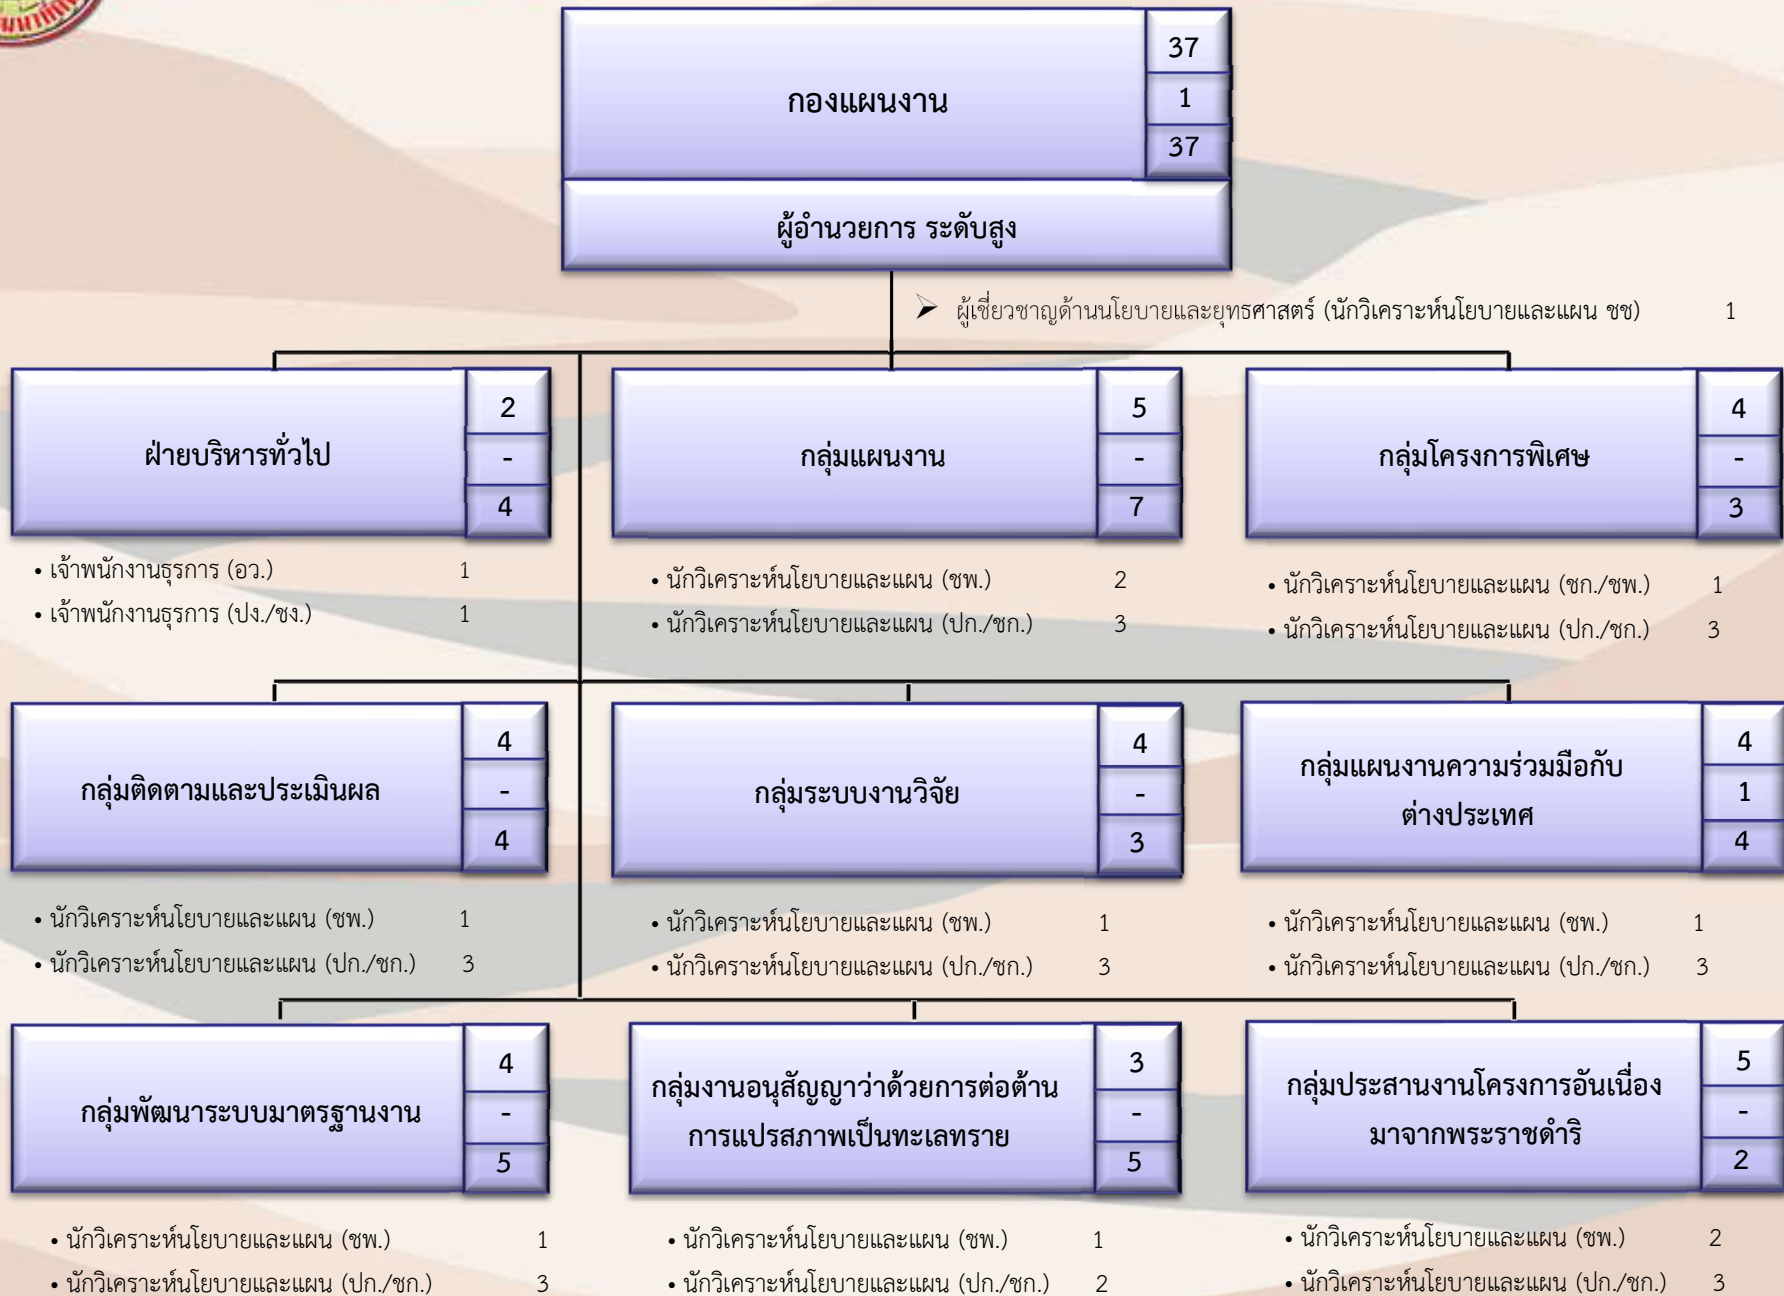 กองแผนงาน
37
1
37
ผู้อำนวยการ ระดับสูง
➢ ผู้เชี่ยวชาญด้านนโยบายและยุทธศาสตร์ (นักวิเคราะห์นโยบายและแผน ชช) 1
ฝ่ายบริหารทั่วไป
2
-
4
• เจ้าพนักงานธุรการ (อว.) 1
• เจ้าพนักงานธุรการ (ปง./ชง.) 1
กลุ่มแผนงาน
5
-
7
• นักวิเคราะห์นโยบายและแผน (ชพ.) 2
• นักวิเคราะห์นโยบายและแผน (ปก./ชก.) 3
กลุ่มโครงการพิเศษ
4
-
3
• นักวิเคราะห์นโยบายและแผน (ชก./ชพ.) 1
• นักวิเคราะห์นโยบายและแผน (ปก./ชก.) 3
กลุ่มติดตามและประเมินผล
4
-
4
• นักวิเคราะห์นโยบายและแผน (ชพ.) 1
• นักวิเคราะห์นโยบายและแผน (ปก./ชก.) 3
กลุ่มระบบงานวิจัย
4
-
3
• นักวิเคราะห์นโยบายและแผน (ชพ.) 1
• นักวิเคราะห์นโยบายและแผน (ปก./ชก.) 3
กลุ่มแผนงานความร่วมมือกับ
ต่างประเทศ
4
1
4
• นักวิเคราะห์นโยบายและแผน (ชพ.) 1
• นักวิเคราะห์นโยบายและแผน (ปก./ชก.) 3
กลุ่มพัฒนาระบบมาตรฐานงาน
4
-
5
• นักวิเคราะห์นโยบายและแผน (ชพ.) 1
• นักวิเคราะห์นโยบายและแผน (ปก./ชก.) 3
กลุ่มงานอนุสัญญาว่าด้วยการต่อต้าน
การแปรสภาพเป็นทะเลทราย
3
-
5
• นักวิเคราะห์นโยบายและแผน (ชพ.) 1
• นักวิเคราะห์นโยบายและแผน (ปก./ชก.) 2
กลุ่มประสานงานโครงการอันเนื่อง
มาจากพระราชดำริ
5
-
2
• นักวิเคราะห์นโยบายและแผน (ชพ.) 2
• นักวิเคราะห์นโยบายและแผน (ปก./ชก.) 3